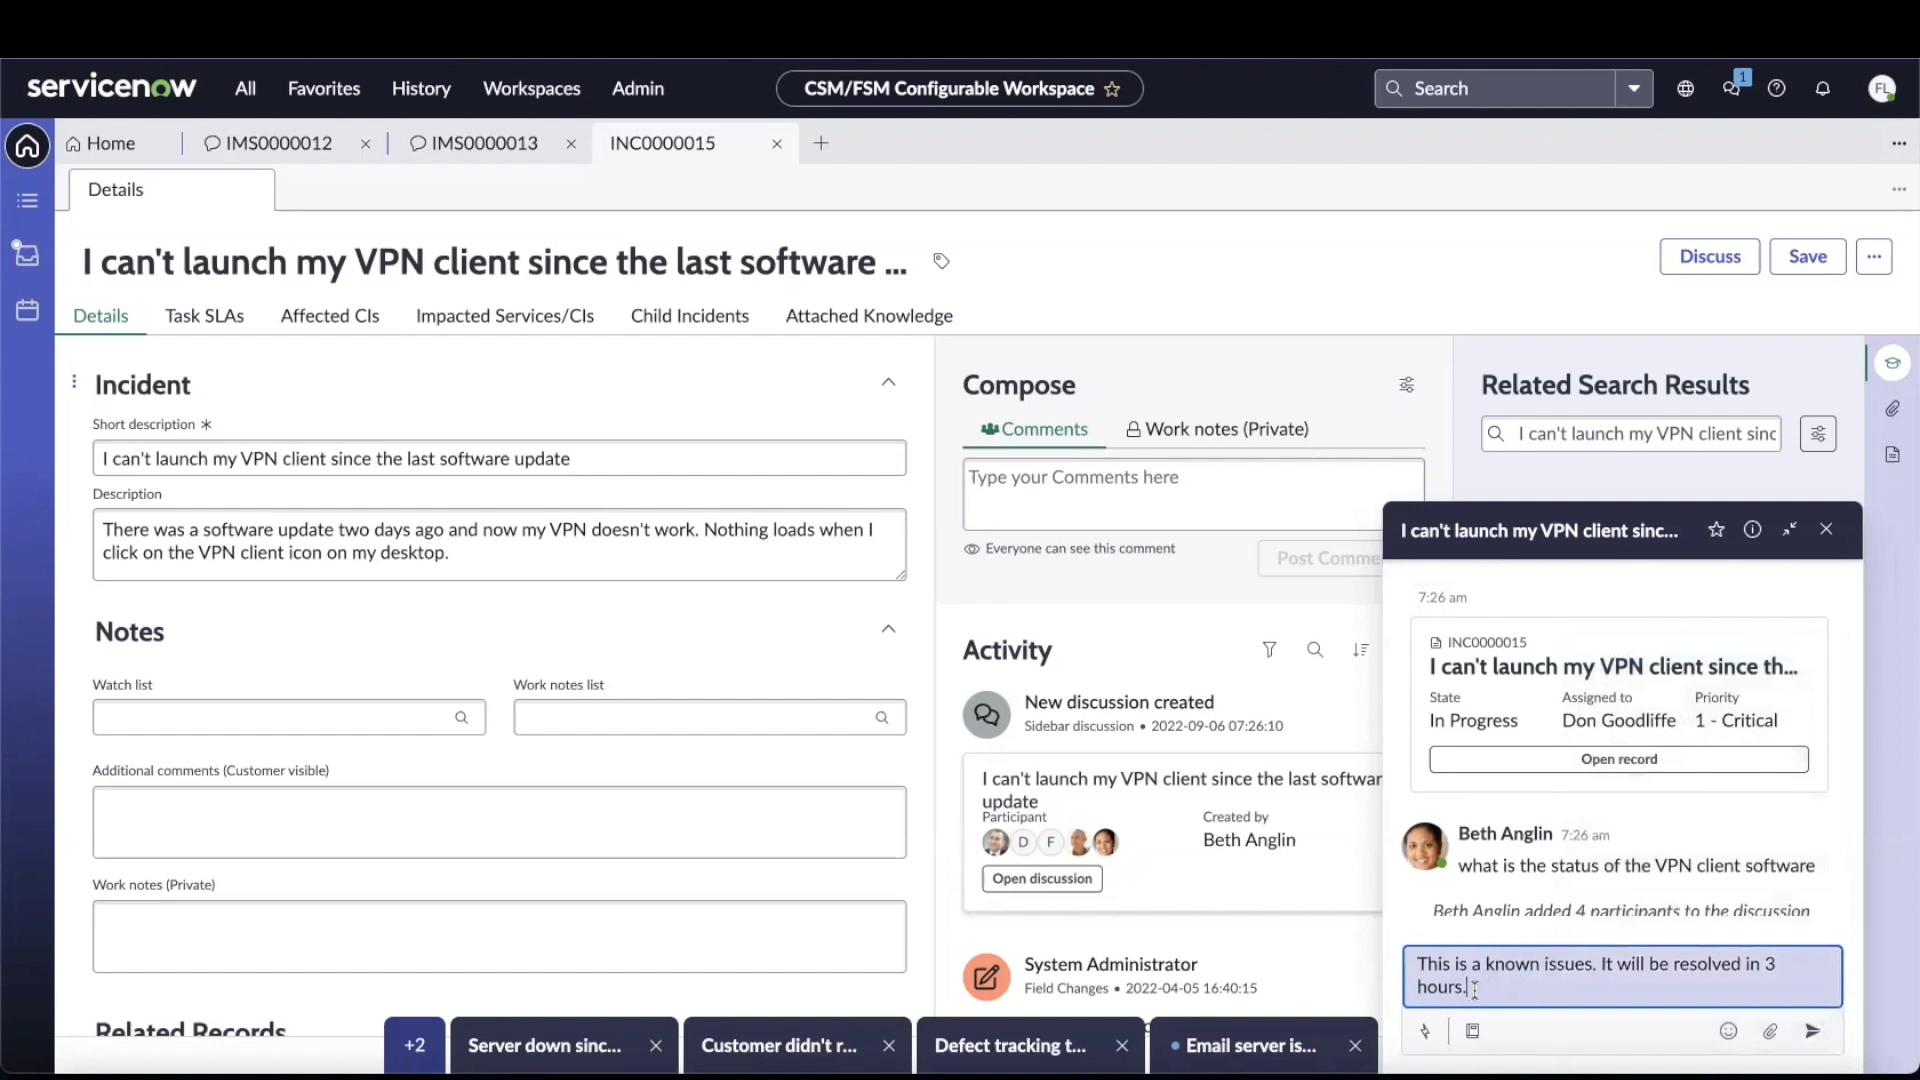 servicenow
All
Favorites
History
Workspaces
Admin
CSM/FSM Configurable Workspace
Search
1
FL
Home
IMS0000012
IMS0000013
INC0000015
Details
I can't launch my VPN client since the last software ...
Discuss
Save
Details
Task SLAs
Affected CIs
Impacted Services/CIs
Child Incidents
Attached Knowledge
Incident
Short description
I can't launch my VPN client since the last software update
Description
There was a software update two days ago and now my VPN doesn't work. Nothing loads when I
click on the VPN client icon on my desktop.
Notes
Watch list
Work notes list
Additional comments (Customer visible)
Work notes (Private)
Related Records
Compose
Comments
Work notes (Private)
Type your Comments here
Everyone can see this comment
Post Comme
Activity
New discussion created
Sidebar discussion • 2022-09-06 07:26:10
I can't launch my VPN client since the last softwar
update
Participant
Created by
D
F
Beth Anglin
Open discussion
System Administrator
Field Changes • 2022-04-05 16:40:15
Related Search Results
I can't launch my VPN client sinc
I can't launch my VPN client sinc...
7:26 am
INC0000015
I can't launch my VPN client since th...
State
Assigned to
Priority
In Progress
Don Goodliffe
1 - Critical
Open record
Beth Anglin 7:26 am
what is the status of the VPN client software
Beth Anglin added 4 participants to the discussion
This is a known issues. It will be resolved in 3
hours.
+2
Server down sinc...
Customer didn't r...
Defect tracking t...
Email server is...